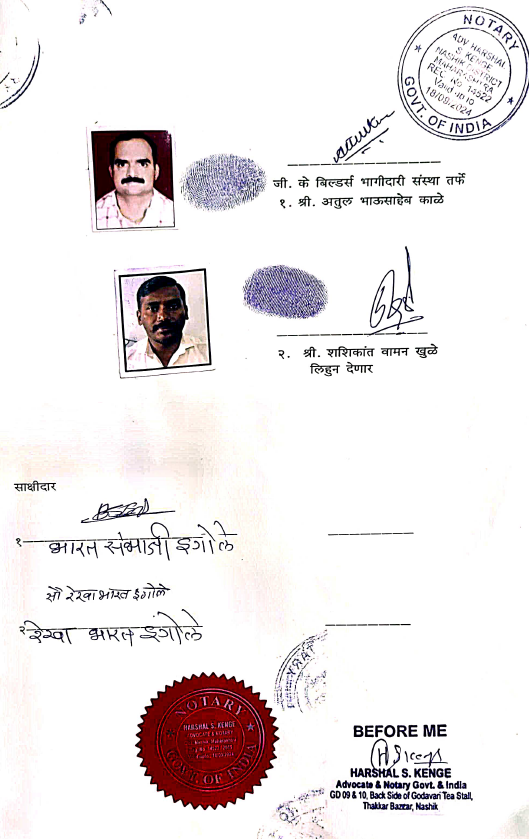 NOTARY
ADV HARSHAL
S. KENGE
NASHIK DISTRICT
MAHARASHTRA
REG. No. 14522
Valid up to
18/09/2024
GOVT. OF INDIA
जी. के बिल्डर्स भागीदारी संस्था तर्फे
१. श्री. अतुल भाऊसाहेब काळे
२. श्री. शशिकांत वामन खुळे
लिहुन देणार
साक्षीदार
१ भारत संभाजी इंगोले
सौ रेखा भारत इंगोले
२ रेखा भारत इंगोले
NOTARY
HARSHAL S. KENGE
ADVOCATE & NOTARY
GOVT. OF INDIA
BEFORE ME
HARSHAL S. KENGE
Advocate & Notary Govt. & India
GD 09 & 10, Back Side of Godavari Tea Stall,
Thakkar Bazzar, Nashik